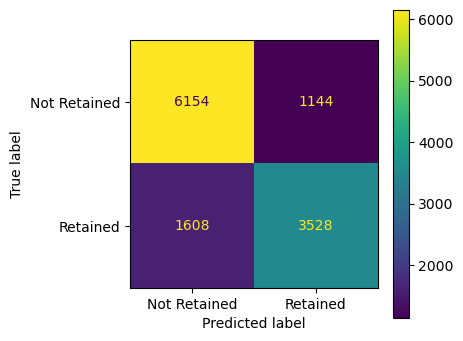 6000
5000
Not Retained 6154 1144
4000
True label
3000
Retained 1608 3528
2000
Not Retained Retained
Predicted label